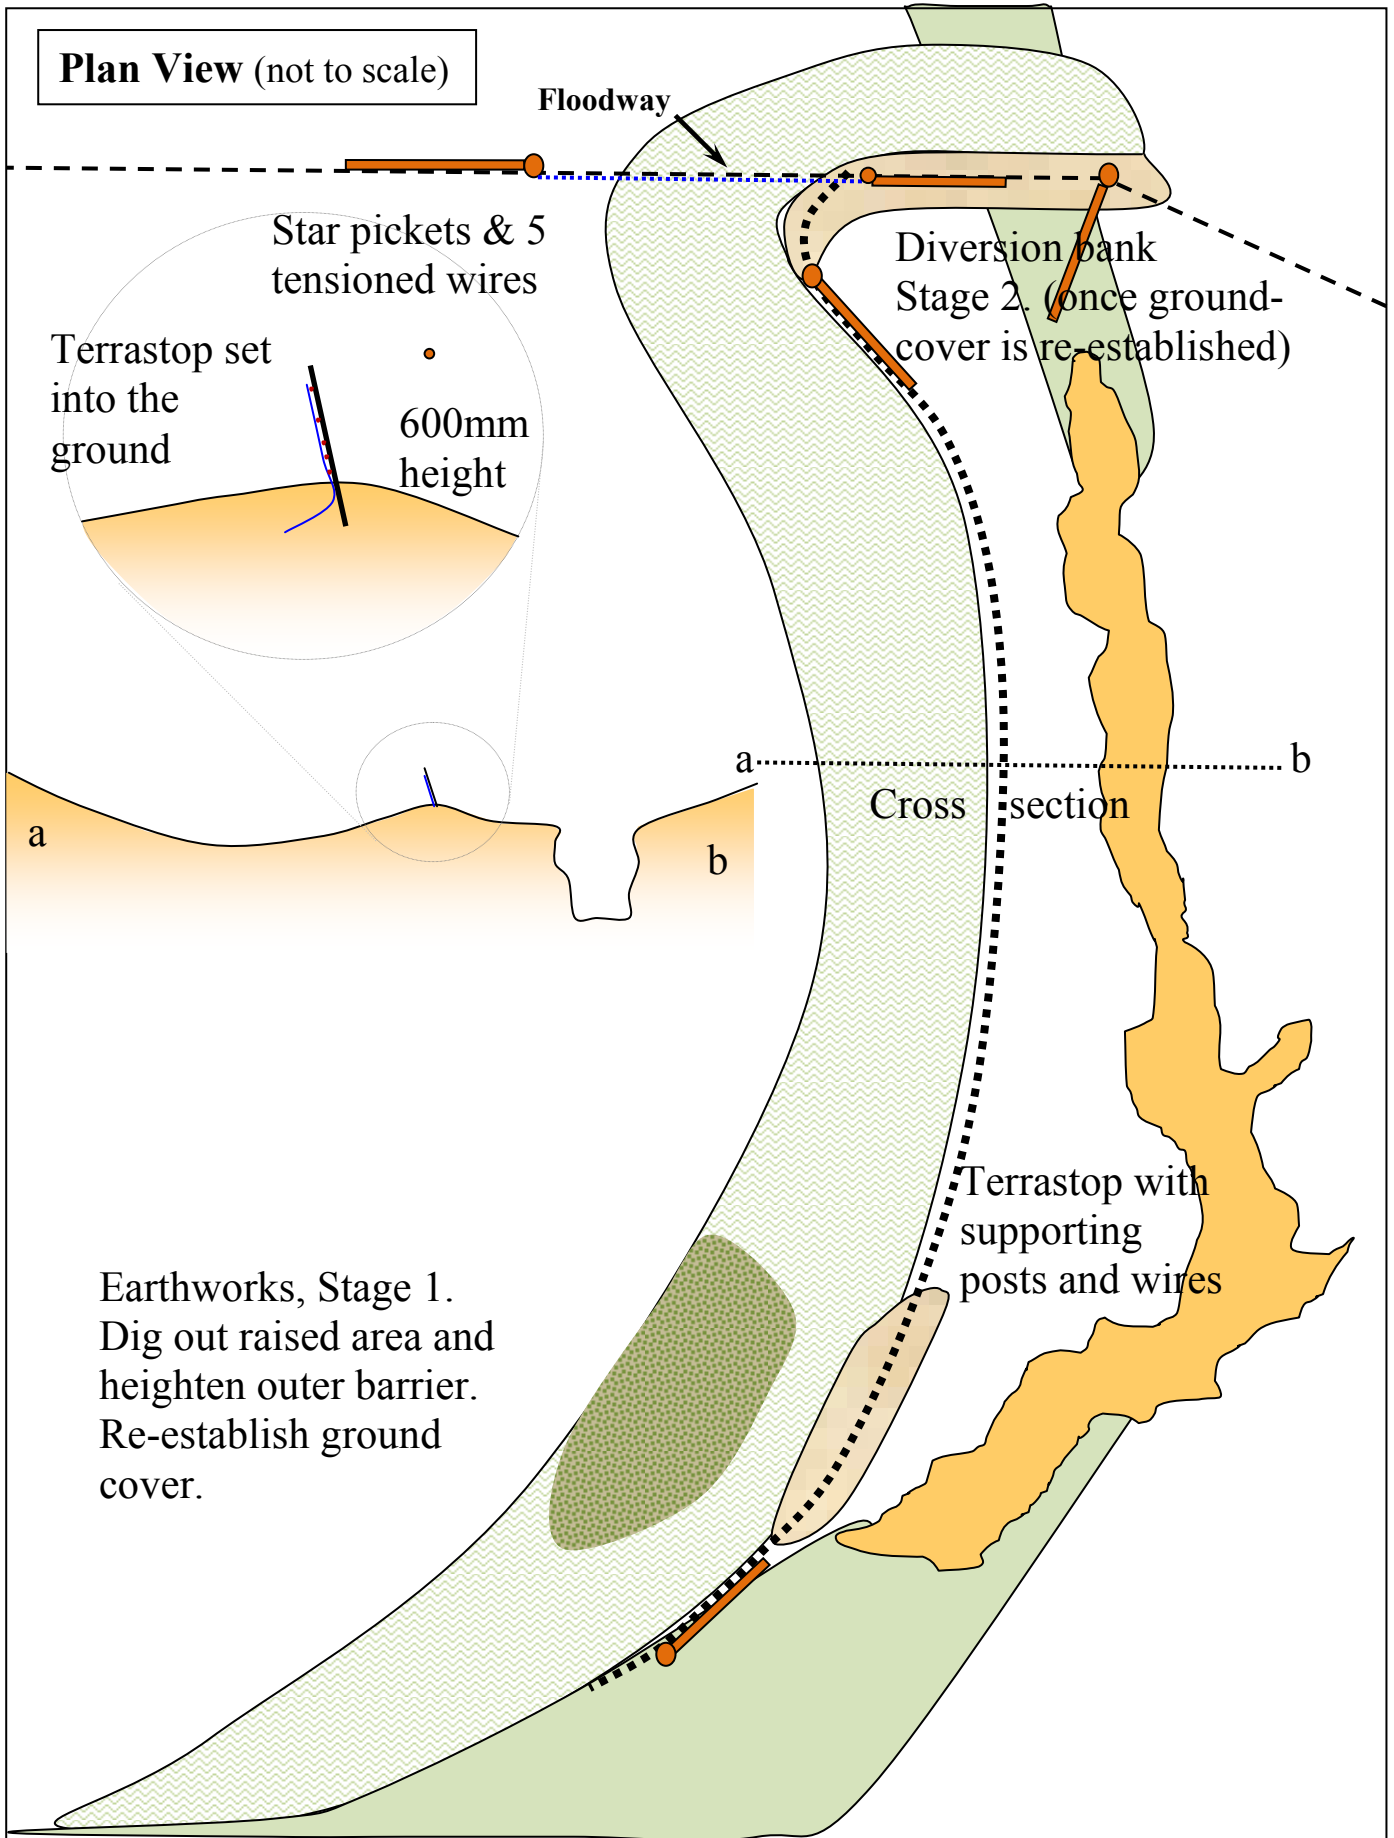 Plan View (not to scale)
Floodway
Star pickets & 5
tensioned wires
Diversion bank
Stage 2. (once ground-
cover is re-established)
Terrastop set
into the
ground
600mm
height
a
b
Cross section
a
b
Terrastop with
supporting
posts and wires
Earthworks, Stage 1.
Dig out raised area and
heighten outer barrier.
Re-establish ground
cover.